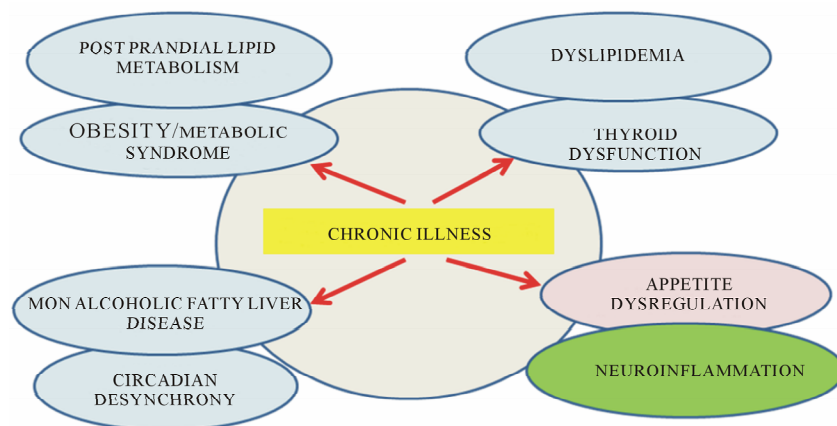 POST PRANDIAL LIPID
METABOLISM
OBESITY/METABOLIC
SYNDROME
DYSLIPIDEMIA
THYROID
DYSFUNCTION
CHRONIC ILLNESS
MON ALCOHOLIC FATTY LIVER
DISEASE
CIRCADIAN
DESYNCHRONY
APPETITE
DYSREGULATION
NEUROINFLAMMATION